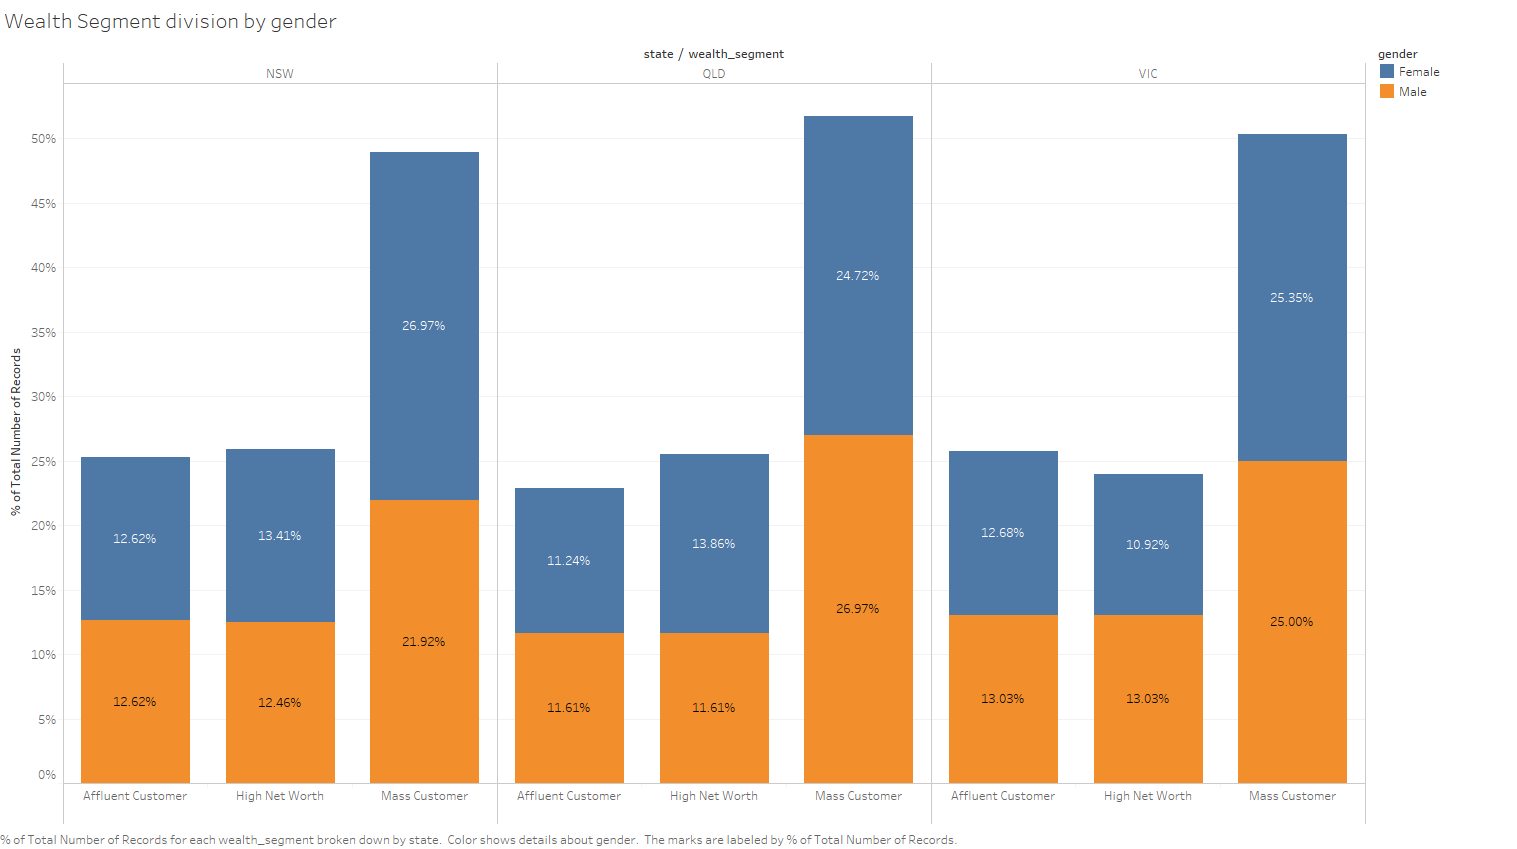 Wealth Segment division by gender
state / wealth_segment
gender
NSW
QLD
VIC
Female
Male
% of Total Number of Records
50%
45%
40%
35%
30%
25%
20%
15%
10%
5%
0%
12.62%
12.62%
13.41%
12.46%
26.97%
21.92%
11.24%
11.61%
13.86%
11.61%
24.72%
26.97%
12.68%
13.03%
10.92%
13.03%
25.35%
25.00%
Affluent Customer
High Net Worth
Mass Customer
Affluent Customer
High Net Worth
Mass Customer
Affluent Customer
High Net Worth
Mass Customer
% of Total Number of Records for each wealth_segment broken down by state.  Color shows details about gender.  The marks are labeled by % of Total Number of Records.